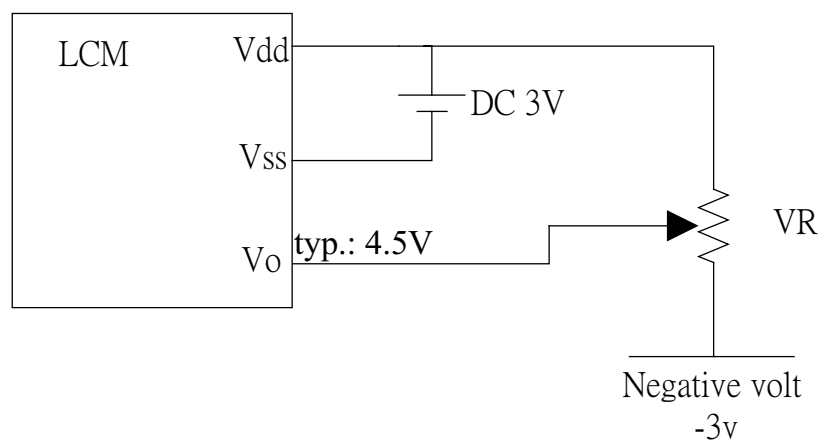 LCM
Vdd
DC 3V
Vss
Vo
typ.: 4.5V
VR
Negative volt
-3v